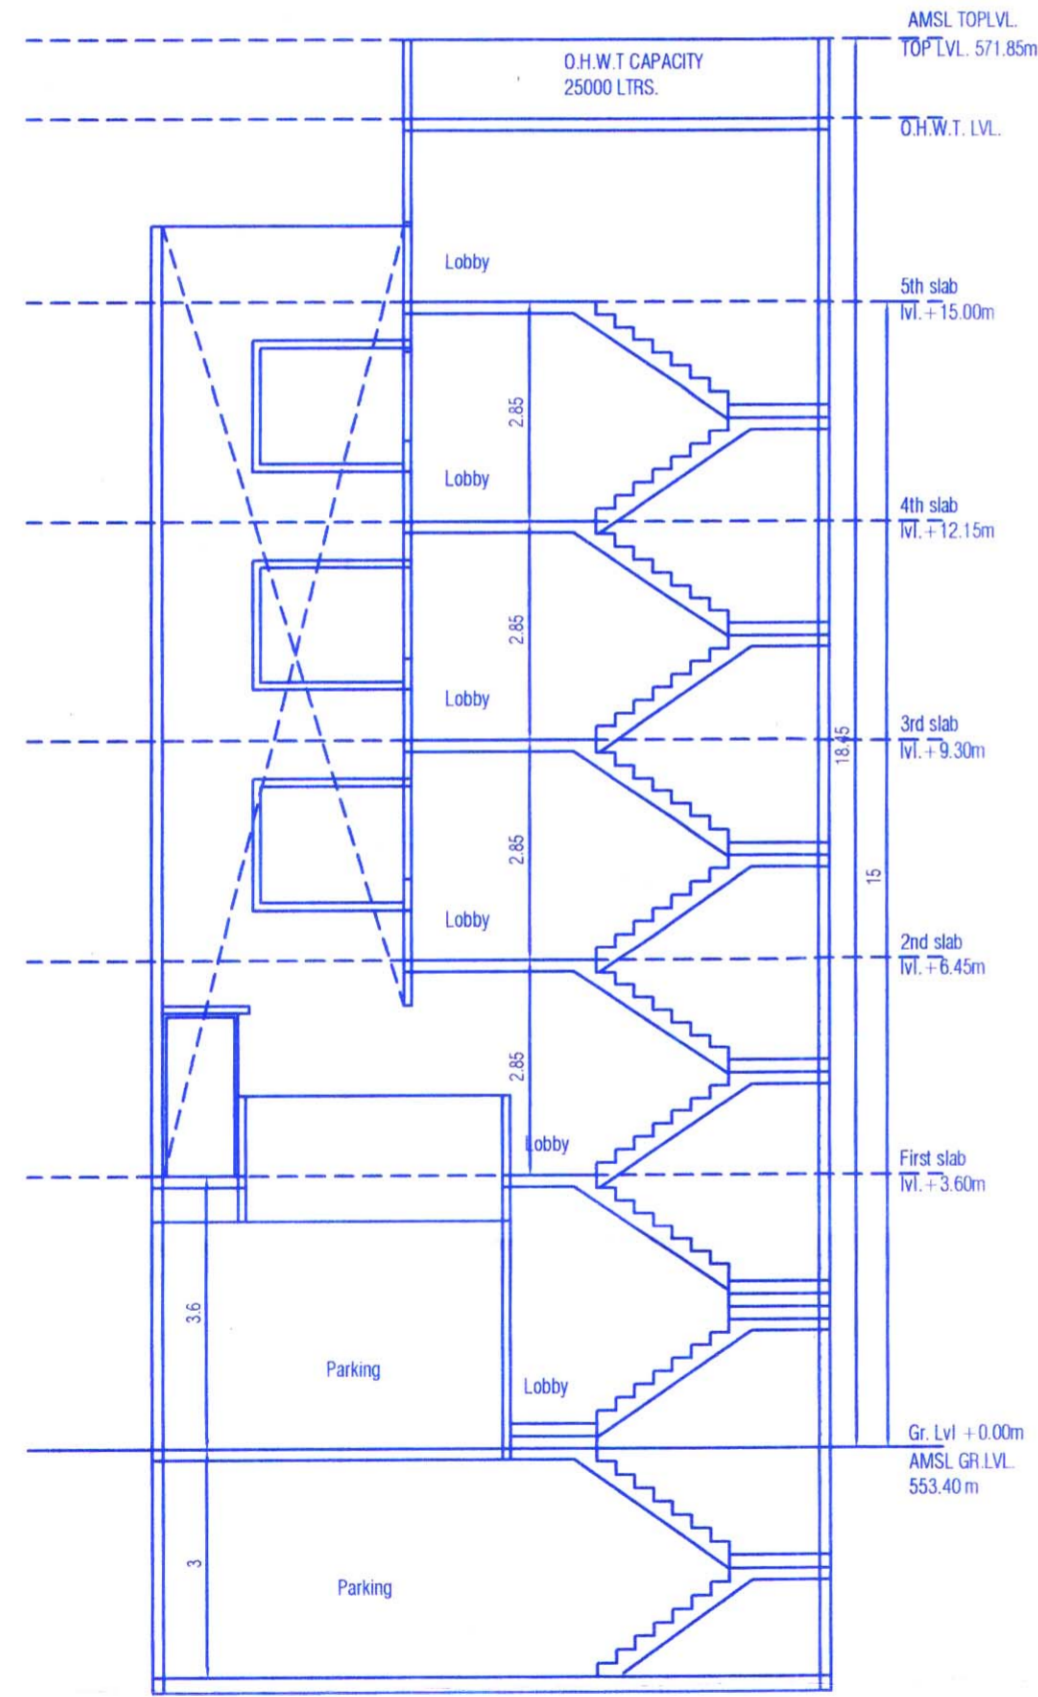 AMSL TOPLVL.
TOP LVL. 571.85m
O.H.W.T CAPACITY
25000 LTRS.
O.H.W.T. LVL.
Lobby
5th slab
lvl.+15.00m
2.85
Lobby
4th slab
lvl.+12.15m
2.85
Lobby
3rd slab
lvl.+9.30m
18.45
2.85
15
Lobby
2nd slab
lvl.+6.45m
2.85
Lobby
First slab
lvl.+3.60m
3.6
Parking
Lobby
Gr. Lvl +0.00m
AMSL GR.LVL.
553.40 m
3
Parking